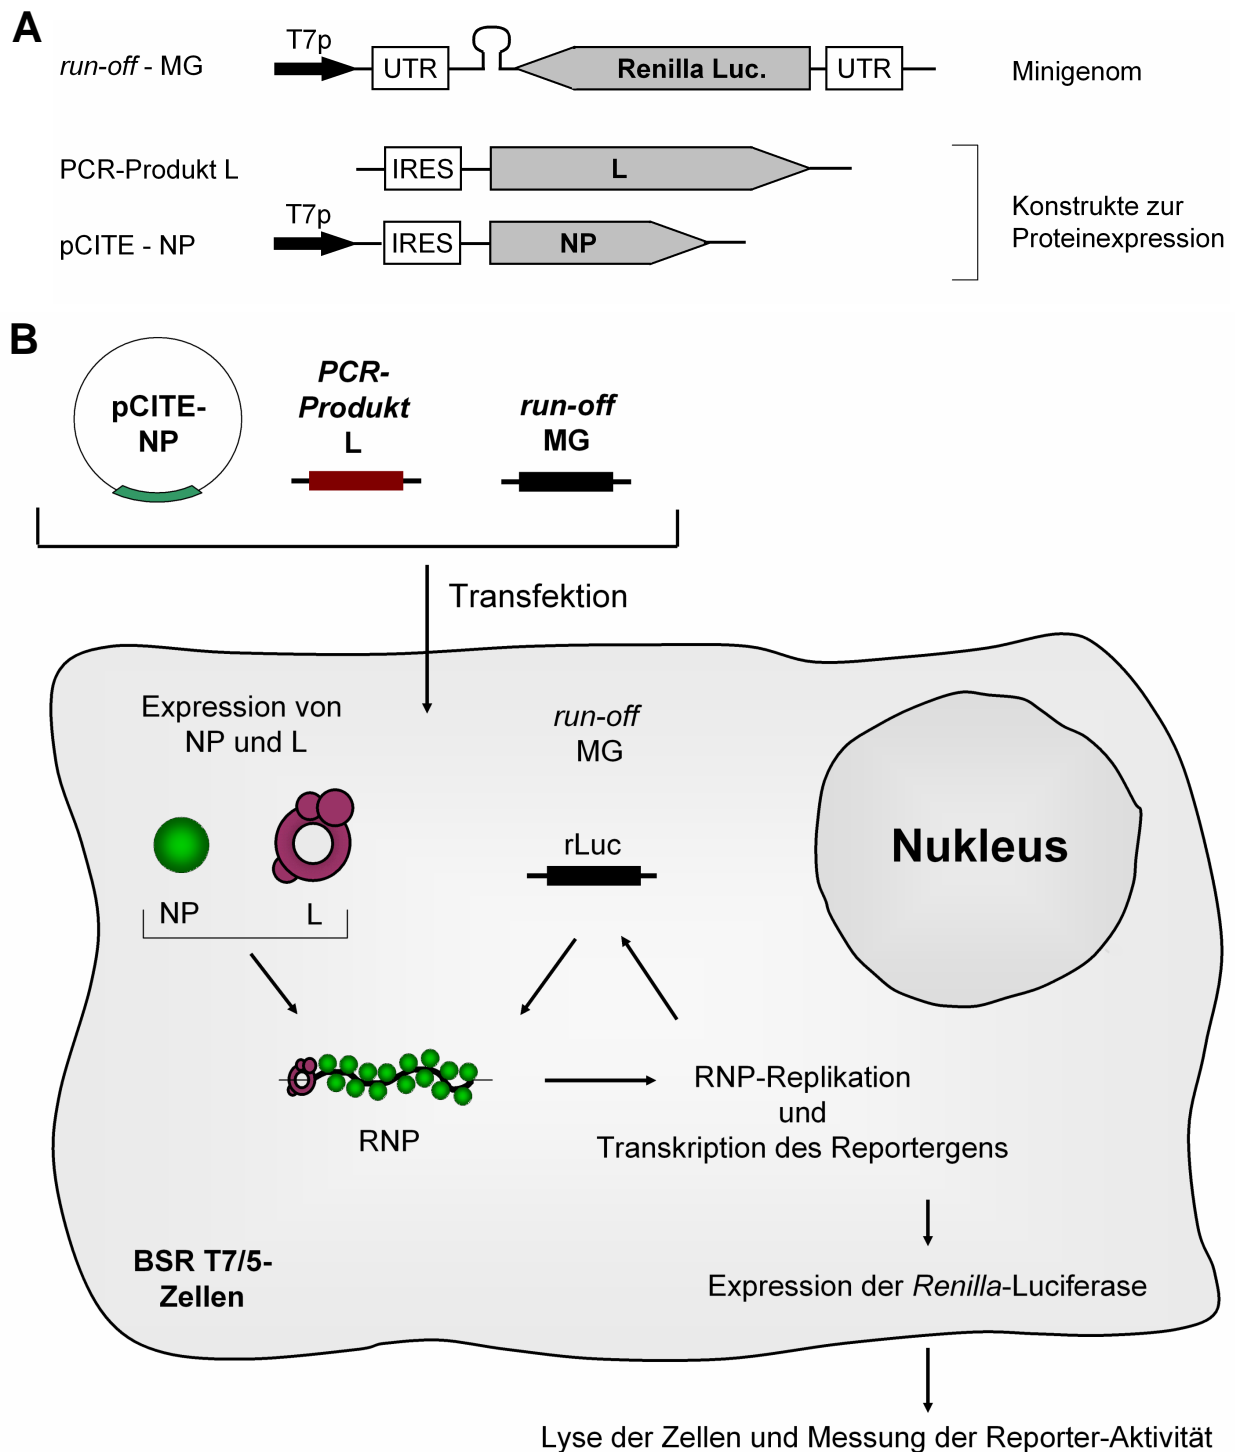 A
T7p
run-off - MG
UTR
Renilla Luc.
UTR
Minigenom
PCR-Produkt L
IRES
L
T7p
pCITE - NP
IRES
NP
Konstrukte zur
Proteinexpression
B
pCITE-
NP
PCR-
Produkt
L
run-off
MG
Transfektion
Expression von
NP und L
run-off
MG
Nukleus
rLuc
NP
L
RNP
RNP-Replikation
und
Transkription des Reportergens
BSR T7/5-
Zellen
Expression der Renilla-Luciferase
Lyse der Zellen und Messung der Reporter-Aktivität